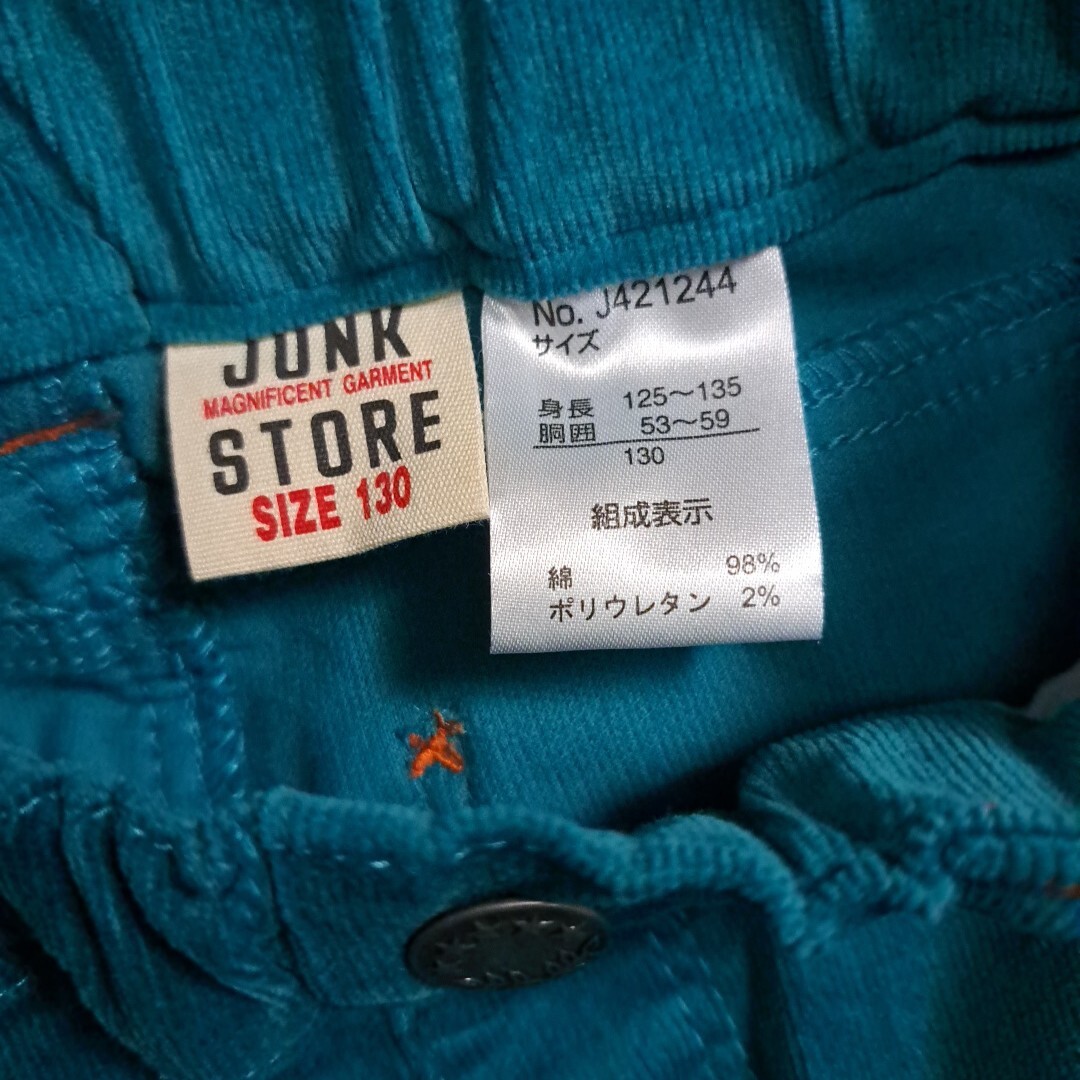 JUNK
MAGNIFICENT GARMENT
STORE
SIZE 130
No. J421244
サイズ
身長 125～135
胴囲 53～59
130
組成表示
綿 98%
ポリウレタン 2%